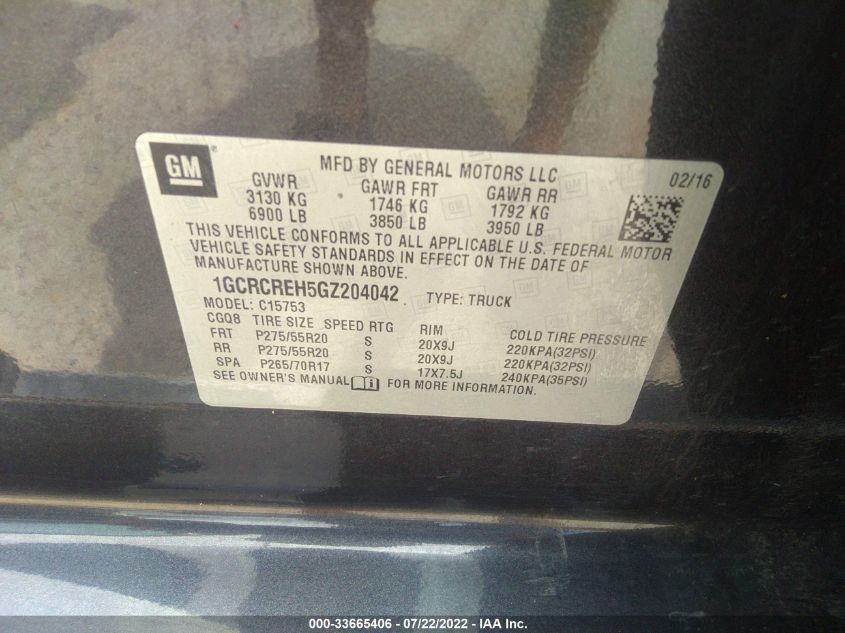 GM
MFD BY GENERAL MOTORS LLC
02/16
GVWR GAWR FRT GAWR RR
3130 KG 1746 KG 1792 KG
6900 LB 3850 LB 3950 LB
THIS VEHICLE CONFORMS TO ALL APPLICABLE U.S. FEDERAL MOTOR
VEHICLE SAFETY STANDARDS IN EFFECT ON THE DATE OF
MANUFACTURE SHOWN ABOVE.
1GCRCREH5GZ204042 TYPE: TRUCK
MODEL: C15753
CGQ8 TIRE SIZE SPEED RTG RIM COLD TIRE PRESSURE
FRT P275/55R20 S 20X9J 220KPA(32PSI)
RR P275/55R20 S 20X9J 220KPA(32PSI)
SPA P265/70R17 S 17X7.5J 240KPA(35PSI)
SEE OWNER'S MANUAL FOR MORE INFORMATION.
000-33665406 - 07/22/2022 - IAA Inc.